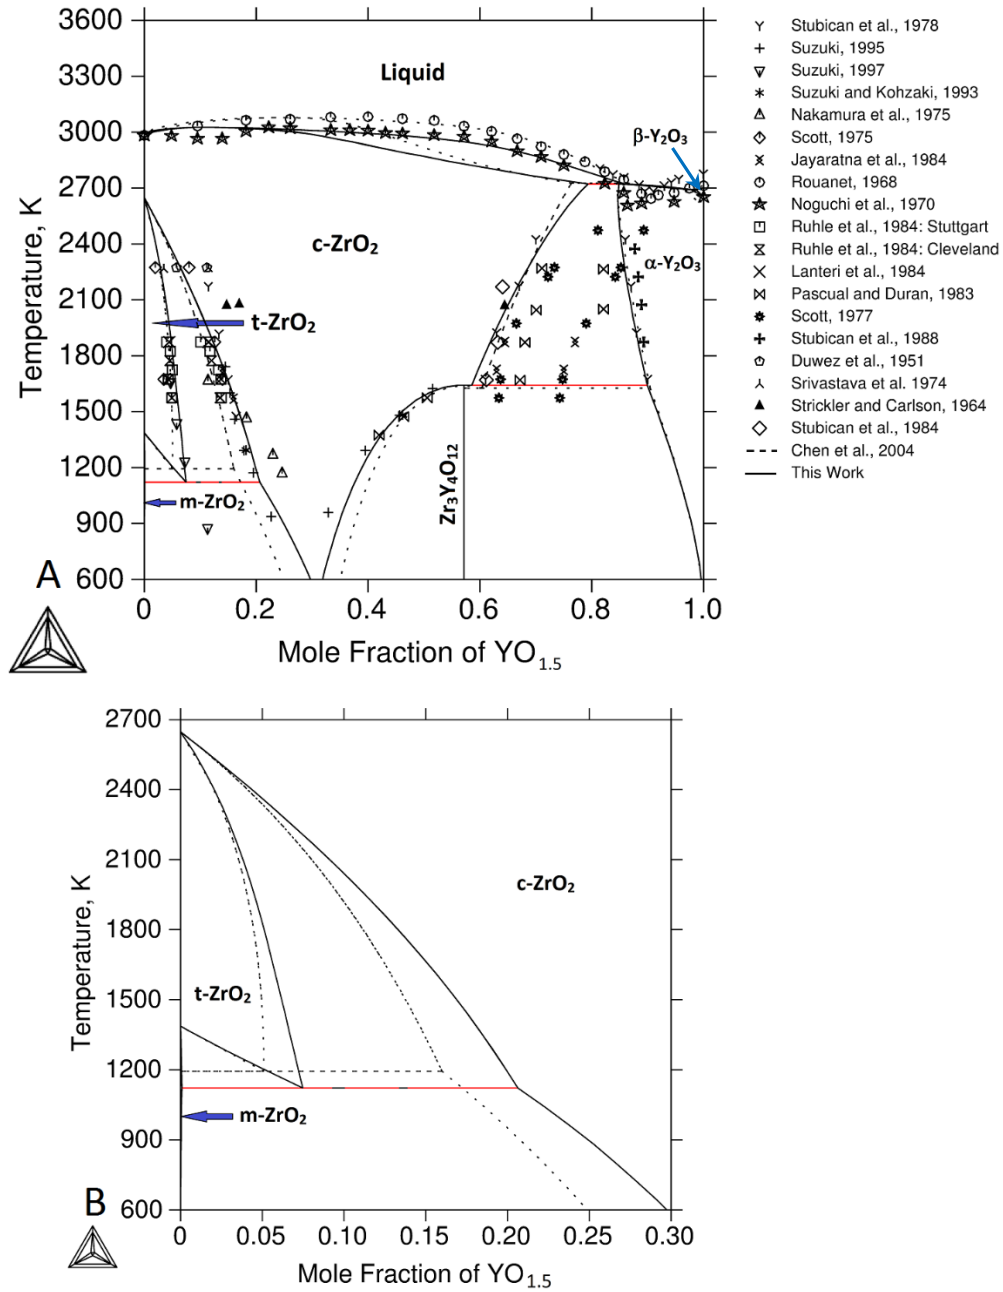 3600
3300
3000
2700
2400
2100
1800
1500
1200
900
600
Temperature, K
Liquid
β-Y2O3
c-ZrO2
α-Y2O3
t-ZrO2
m-ZrO2
Zr3Y4O12
A
0 0.2 0.4 0.6 0.8 1.0
Mole Fraction of YO1.5
Stubican et al., 1978
Suzuki, 1995
Suzuki, 1997
Suzuki and Kohzaki, 1993
Nakamura et al., 1975
Scott, 1975
Jayaratna et al., 1984
Rouanet, 1968
Noguchi et al., 1970
Ruhle et al., 1984: Stuttgart
Ruhle et al., 1984: Cleveland
Lanteri et al., 1984
Pascual and Duran, 1983
Scott, 1977
Stubican et al., 1988
Duwez et al., 1951
Srivastava et al. 1974
Strickler and Carlson, 1964
Stubican et al., 1984
Chen et al., 2004
This Work
2700
2400
2100
1800
1500
1200
900
600
Temperature, K
c-ZrO2
t-ZrO2
m-ZrO2
B
0 0.05 0.10 0.15 0.20 0.25 0.30
Mole Fraction of YO1.5